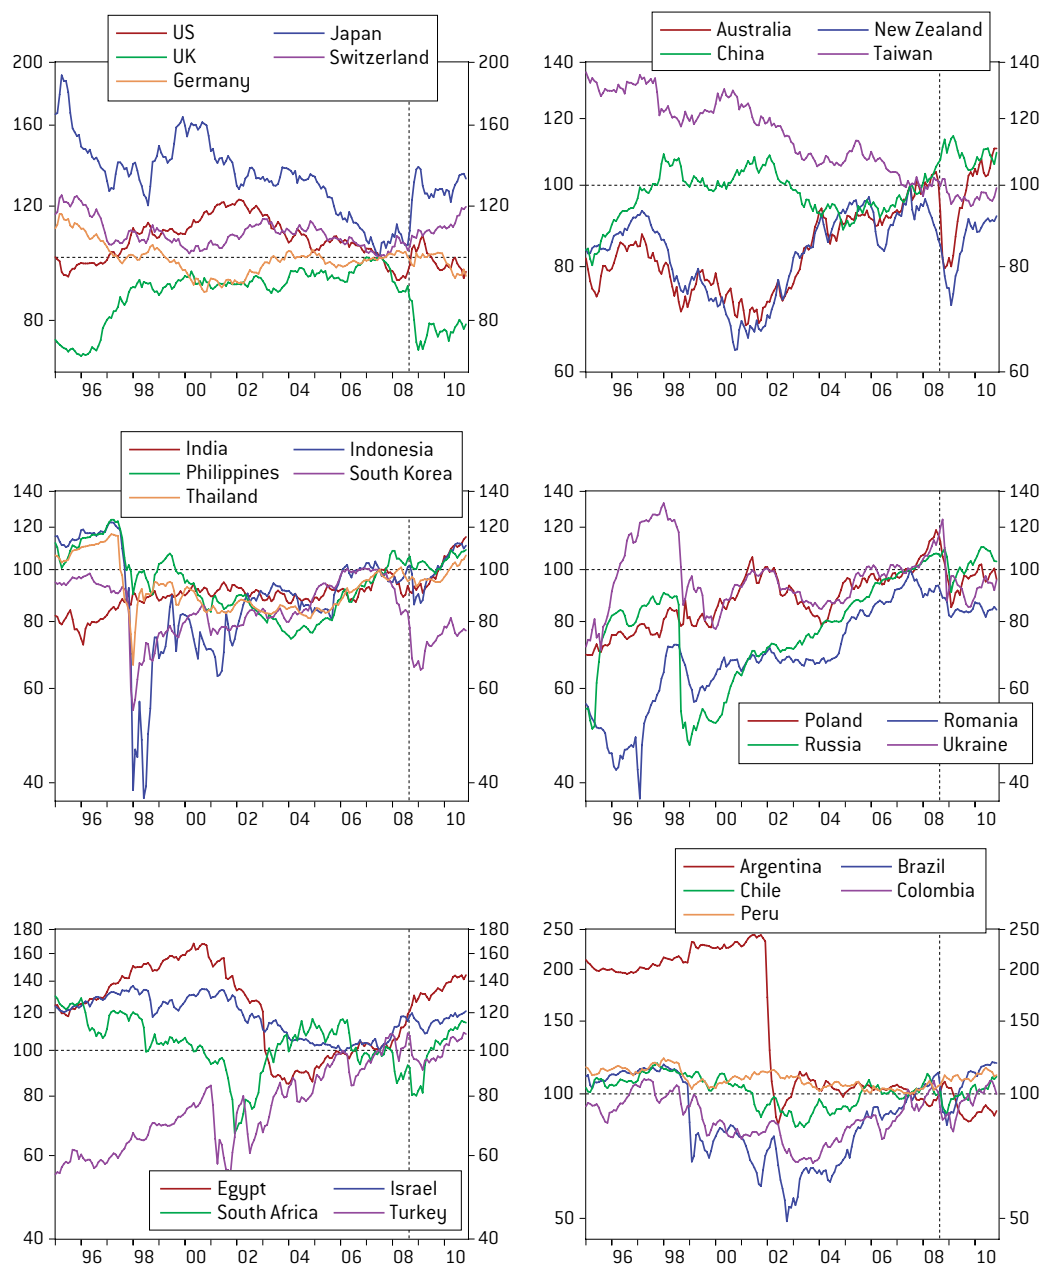 US Japan
UK Switzerland
Germany
200 200
160 160
120 120
80 80
96 98 00 02 04 06 08 10
Australia New Zealand
China Taiwan
140 140
120 120
100 100
80 80
60 60
96 98 00 02 04 06 08 10
India Indonesia
Philippines South Korea
Thailand
140 140
120 120
100 100
80 80
60 60
40 40
96 98 00 02 04 06 08 10
140 140
120 120
100 100
80 80
60 60
Poland Romania
Russia Ukraine
40 40
96 98 00 02 04 06 08 10
180 180
160 160
140 140
120 120
100 100
80 80
60 60
Egypt Israel
South Africa Turkey
40 40
96 98 00 02 04 06 08 10
Argentina Brazil
Chile Colombia
Peru
250 250
200 200
150 150
100 100
50 50
96 98 00 02 04 06 08 10